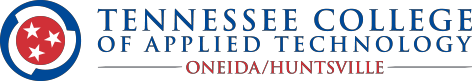 TENNESSEE COLLEGE
OF APPLIED TECHNOLOGY
ONEIDA/HUNTSVILLE